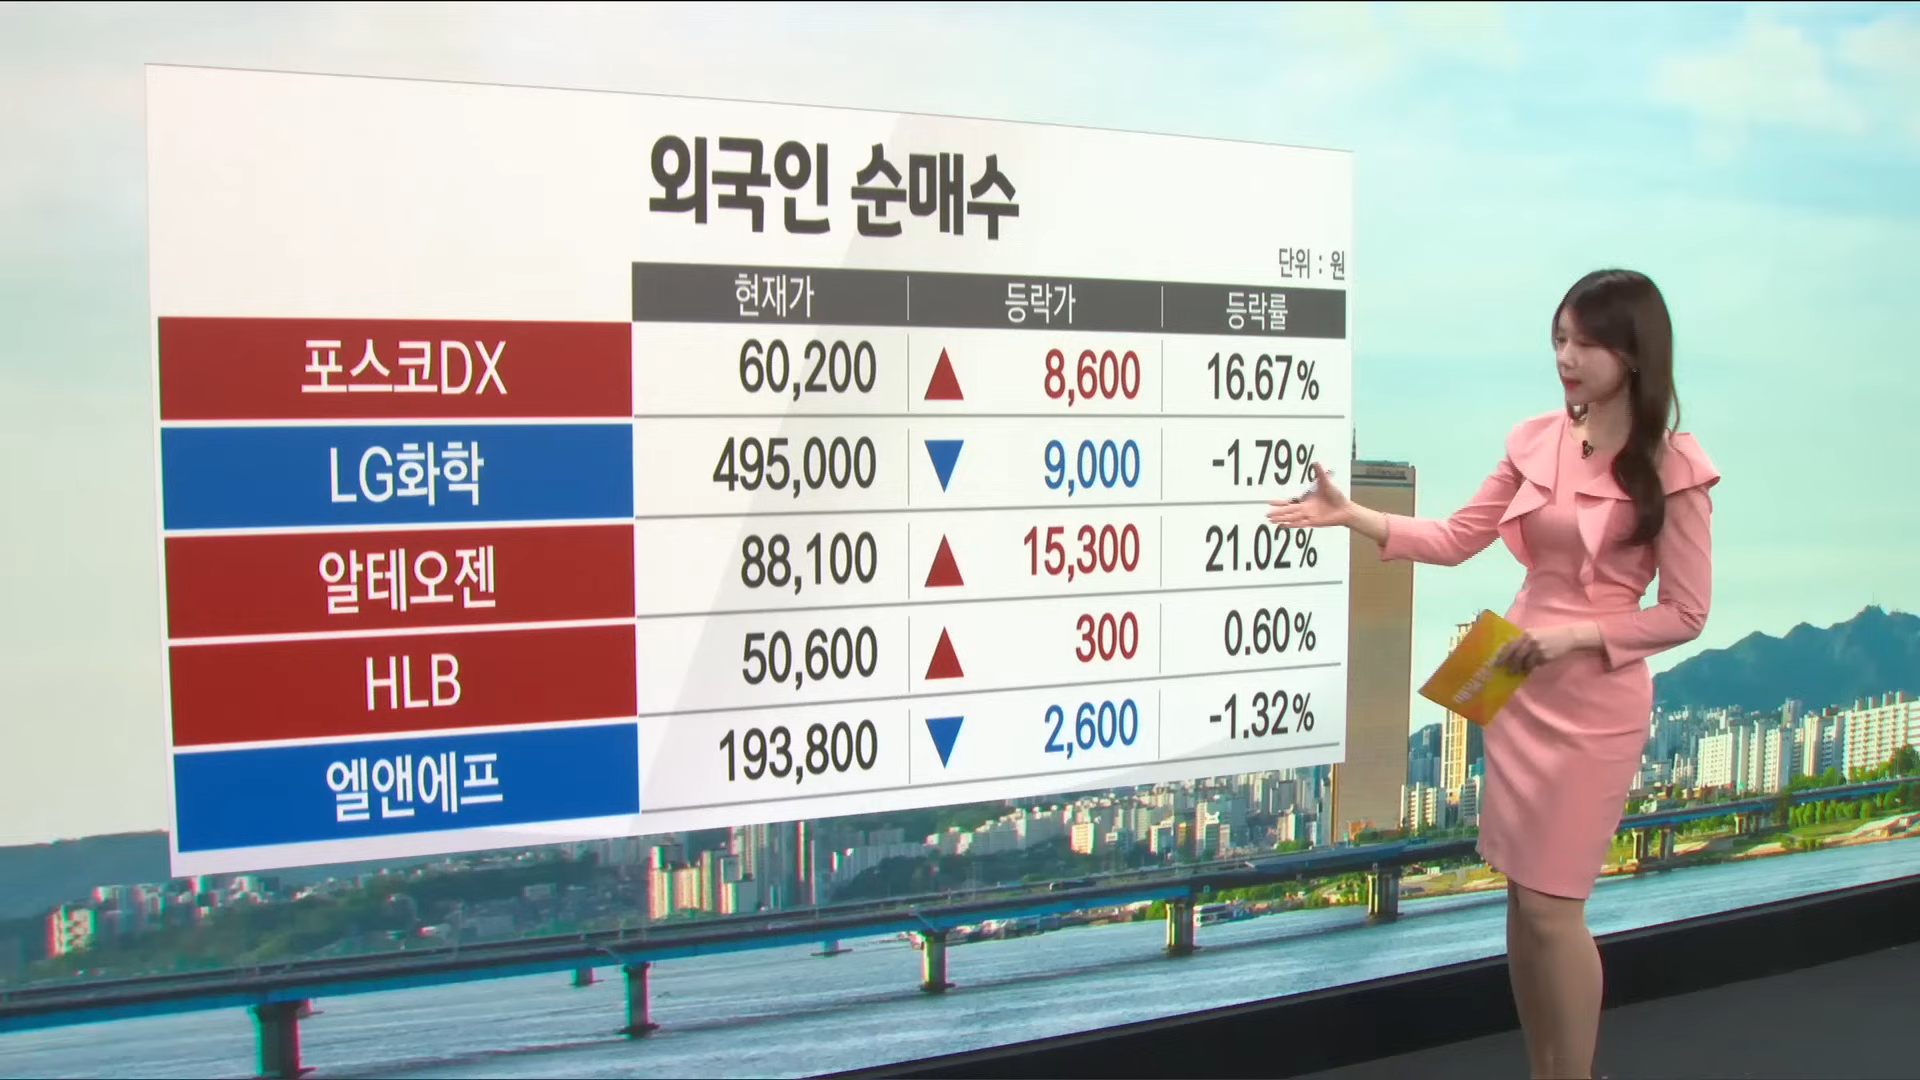 외국인 순매수
단위 : 원
현재가 등락가 등락률
포스코DX 60,200 ▲ 8,600 16.67%
LG화학 495,000 ▼ 9,000 -1.79%
알테오젠 88,100 ▲ 15,300 21.02%
HLB 50,600 ▲ 300 0.60%
엘앤에프 193,800 ▼ 2,600 -1.32%